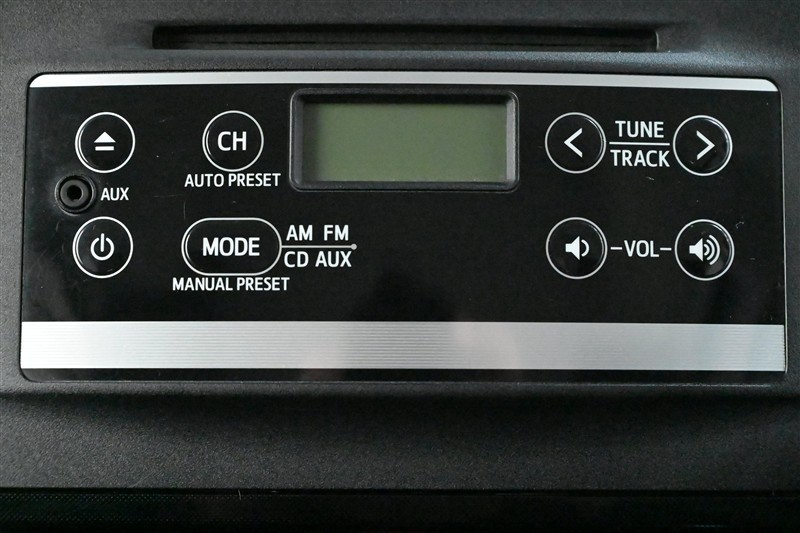 CH
AUTO PRESET
TUNE
TRACK
AUX
MODE
AM FM
CD AUX
MANUAL PRESET
-VOL-